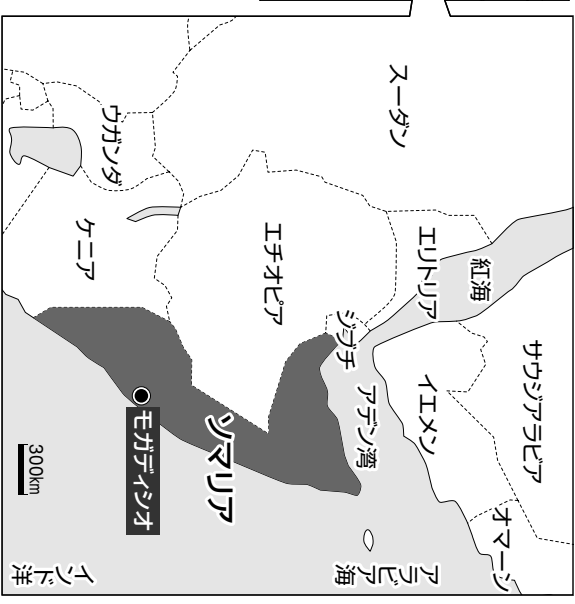 サウジアラビア
オマーン
紅海
エリトリア
イエメン
スーダン
アラビア海
アデン湾
ジブチ
エチオピア
ソマリア
モガディシオ
ウガンダ
ケニア
300km
インド洋